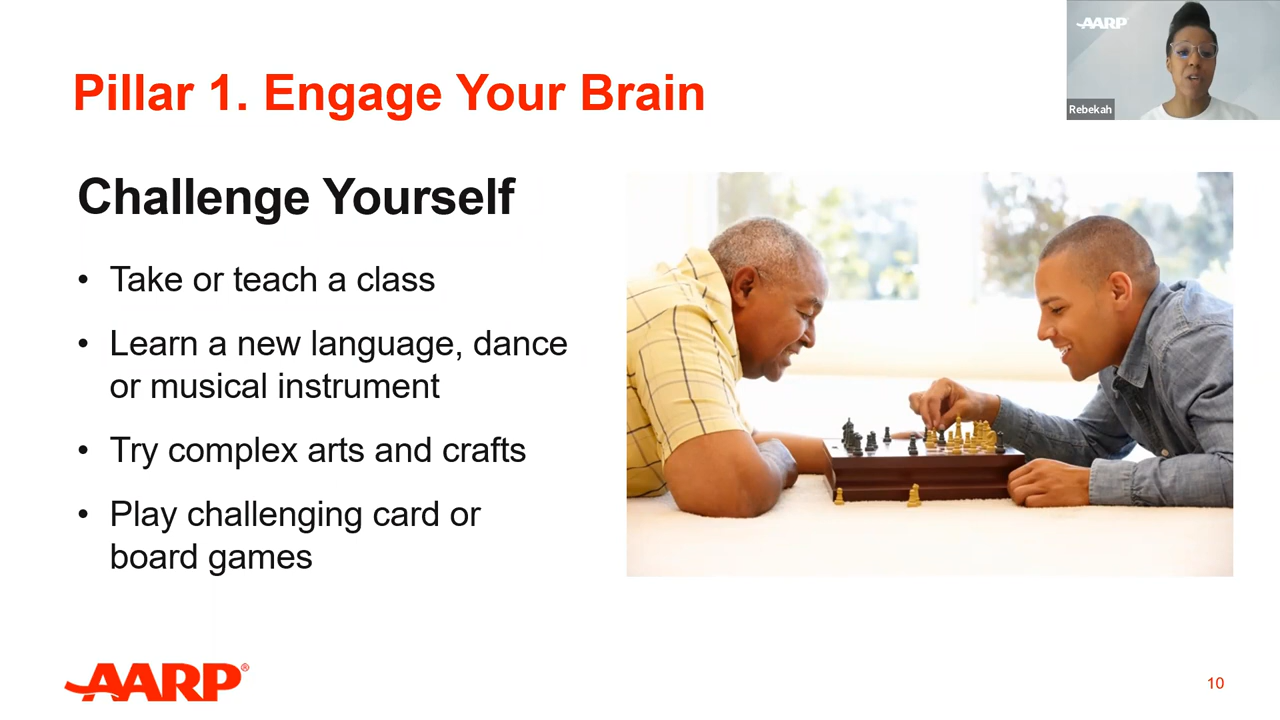 AARP
Rebekah
Pillar 1. Engage Your Brain
Challenge Yourself
• Take or teach a class
• Learn a new language, dance
or musical instrument
• Try complex arts and crafts
• Play challenging card or
board games
AARP®
10